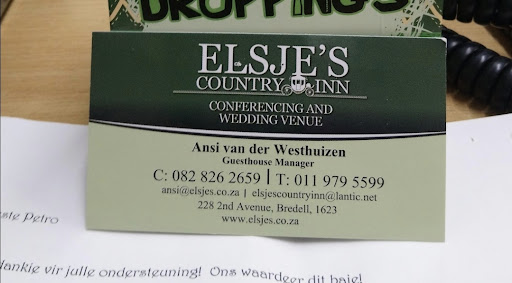 DROPPING'S
ELSJE'S
COUNTRY INN
CONFERENCING AND
WEDDING VENUE
Ansi van der Westhuizen
Guesthouse Manager
C: 082 826 2659 | T: 011 979 5599
ansi@elsjes.co.za | elsjescountryinn@lantic.net
228 2nd Avenue, Bredell, 1623
www.elsjes.co.za
Petro
vir julle ondersteuning! Ons waardeer dit baie!